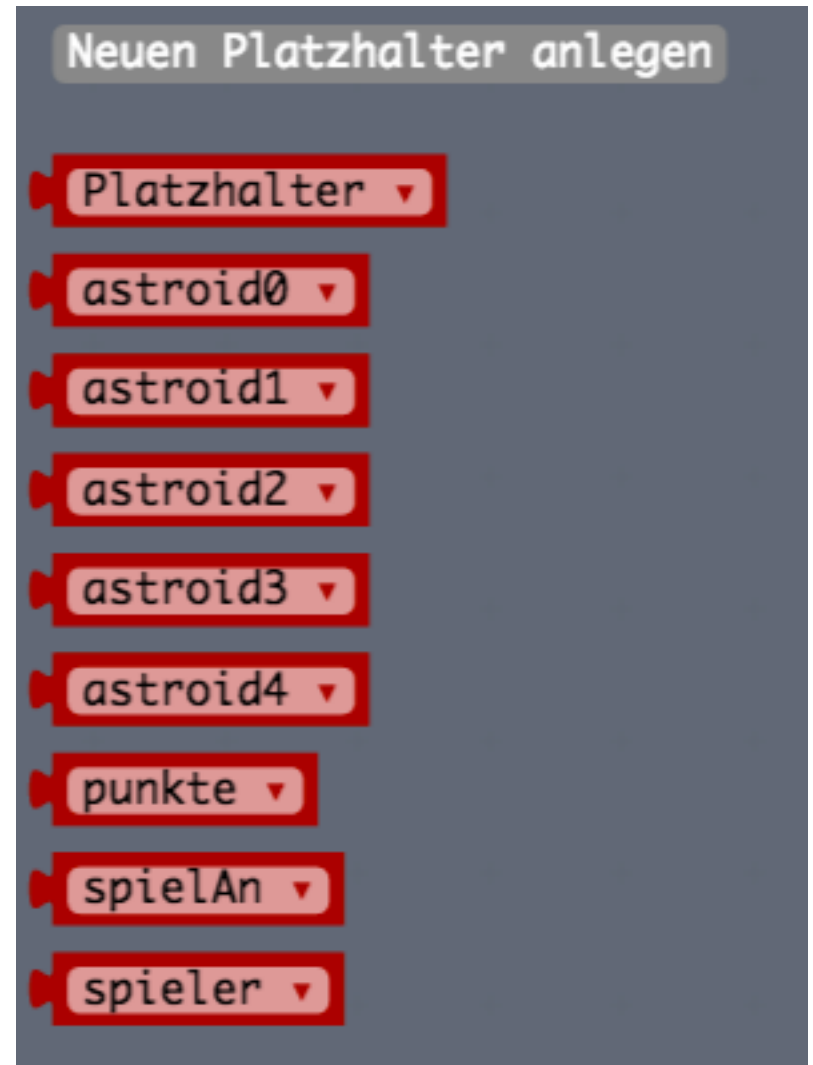 Neuen Platzhalter anlegen
Platzhalter
astroid0
astroid1
astroid2
astroid3
astroid4
punkte
spielAn
spieler